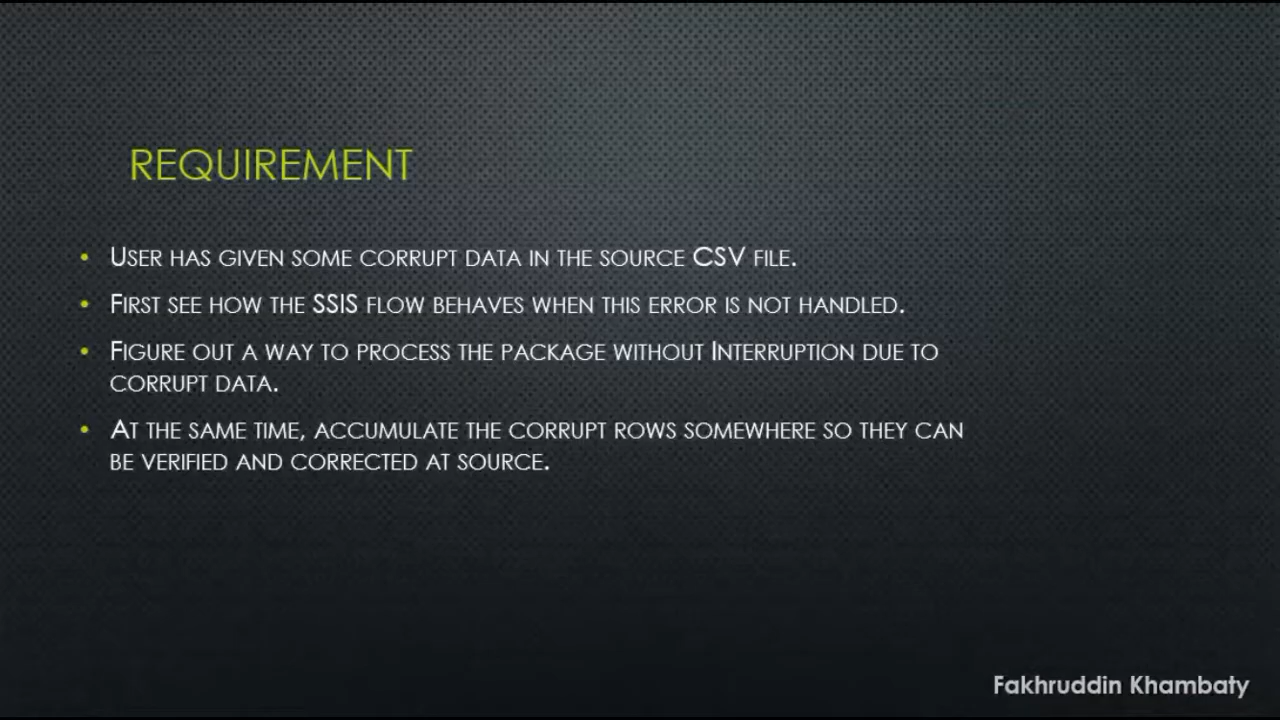 REQUIREMENT
• USER HAS GIVEN SOME CORRUPT DATA IN THE SOURCE CSV FILE.
• FIRST SEE HOW THE SSIS FLOW BEHAVES WHEN THIS ERROR IS NOT HANDLED.
• FIGURE OUT A WAY TO PROCESS THE PACKAGE WITHOUT INTERRUPTION DUE TO
CORRUPT DATA.
• AT THE SAME TIME, ACCUMULATE THE CORRUPT ROWS SOMEWHERE SO THEY CAN
BE VERIFIED AND CORRECTED AT SOURCE.
Fakhruddin Khambaty